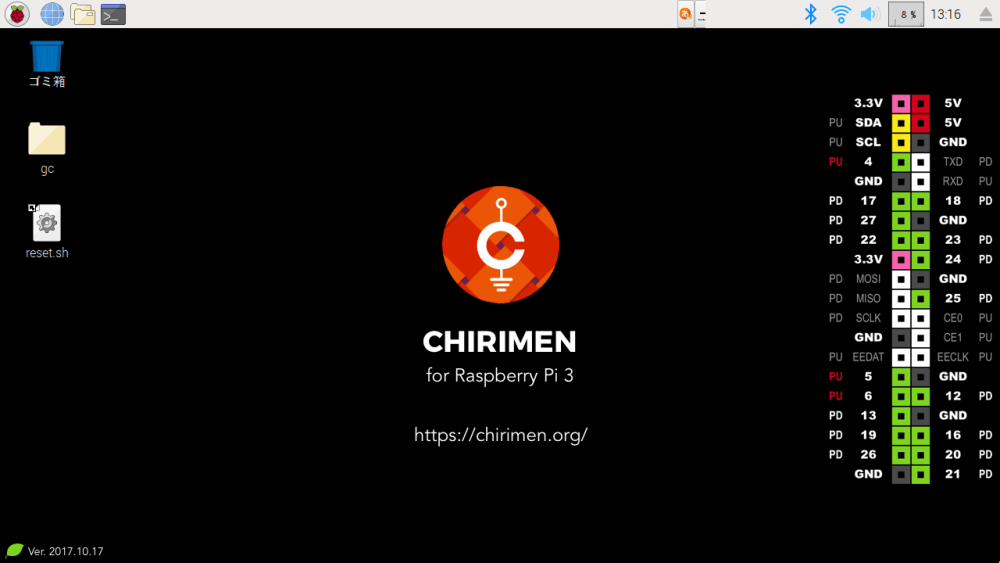 8 %
13:16
ゴミ箱
gc
reset.sh
CHIRIMEN
for Raspberry Pi 3
https://chirimen.org/
3.3V 5V
PU SDA 5V
PU SCL GND
PU 4 TXD PD
GND RXD PU
PD 17 18 PD
PD 27 GND
PD 22 23 PD
3.3V 24 PD
PD MOSI GND
PD MISO 25 PD
PD SCLK CE0 PU
GND CE1 PU
PU EEDAT EECLK PU
PU 5 GND
PU 6 12 PD
PD 13 GND
PD 19 16 PD
PD 26 20 PD
GND 21 PD
Ver. 2017.10.17